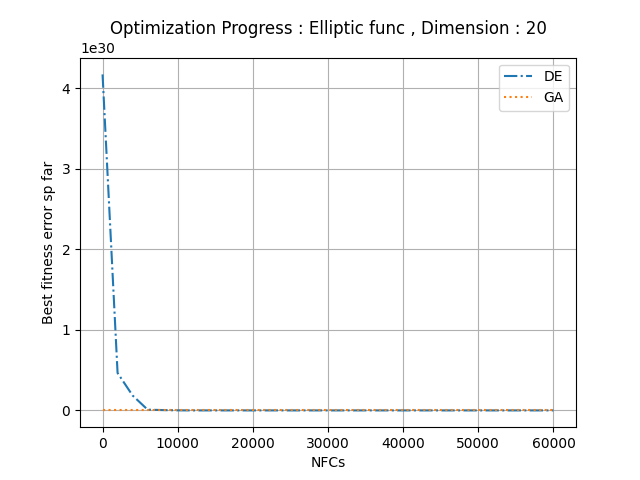 Optimization Progress : Elliptic func , Dimension : 20
1e30
DE
GA
4
3
2
1
0
Best fitness error sp far
0 10000 20000 30000 40000 50000 60000
NFCs